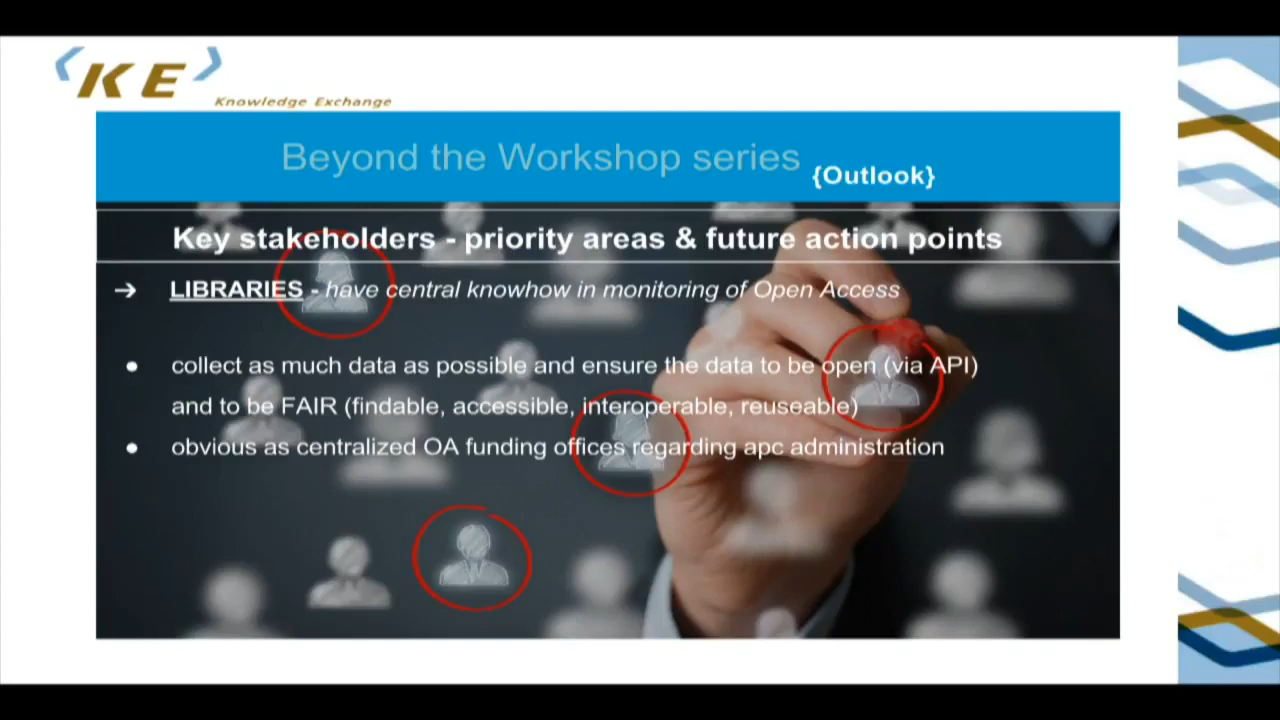 KE
Knowledge Exchange
Beyond the Workshop series {Outlook}
Key stakeholders - priority areas & future action points
➔ LIBRARIES - have central knowhow in monitoring of Open Access
● collect as much data as possible and ensure the data to be open (via API)
and to be FAIR (findable, accessible, interoperable, reuseable)
● obvious as centralized OA funding offices regarding apc administration